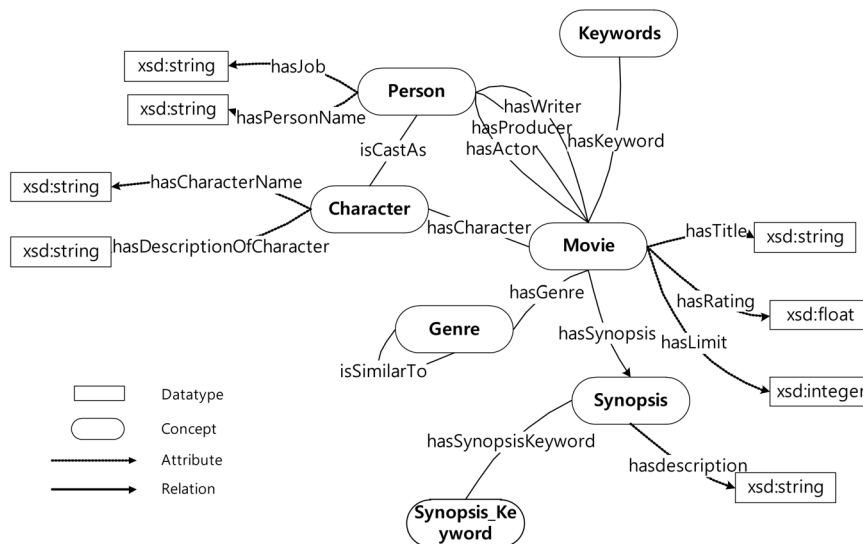 Keywords
xsd:string
hasJob
Person
xsd:string
hasPersonName
hasWriter
hasProducer
hasActor
hasKeyword
isCastAs
xsd:string
hasCharacterName
Character
hasCharacter
xsd:string
hasDescriptionOfCharacter
Movie
hasTitle
xsd:string
hasGenre
hasRating
xsd:float
Genre
hasSynopsis
hasLimit
isSimilarTo
xsd:integer
Synopsis
hasSynopsisKeyword
hasdescription
xsd:string
Synopsis_Ke
yword
Datatype
Concept
Attribute
Relation